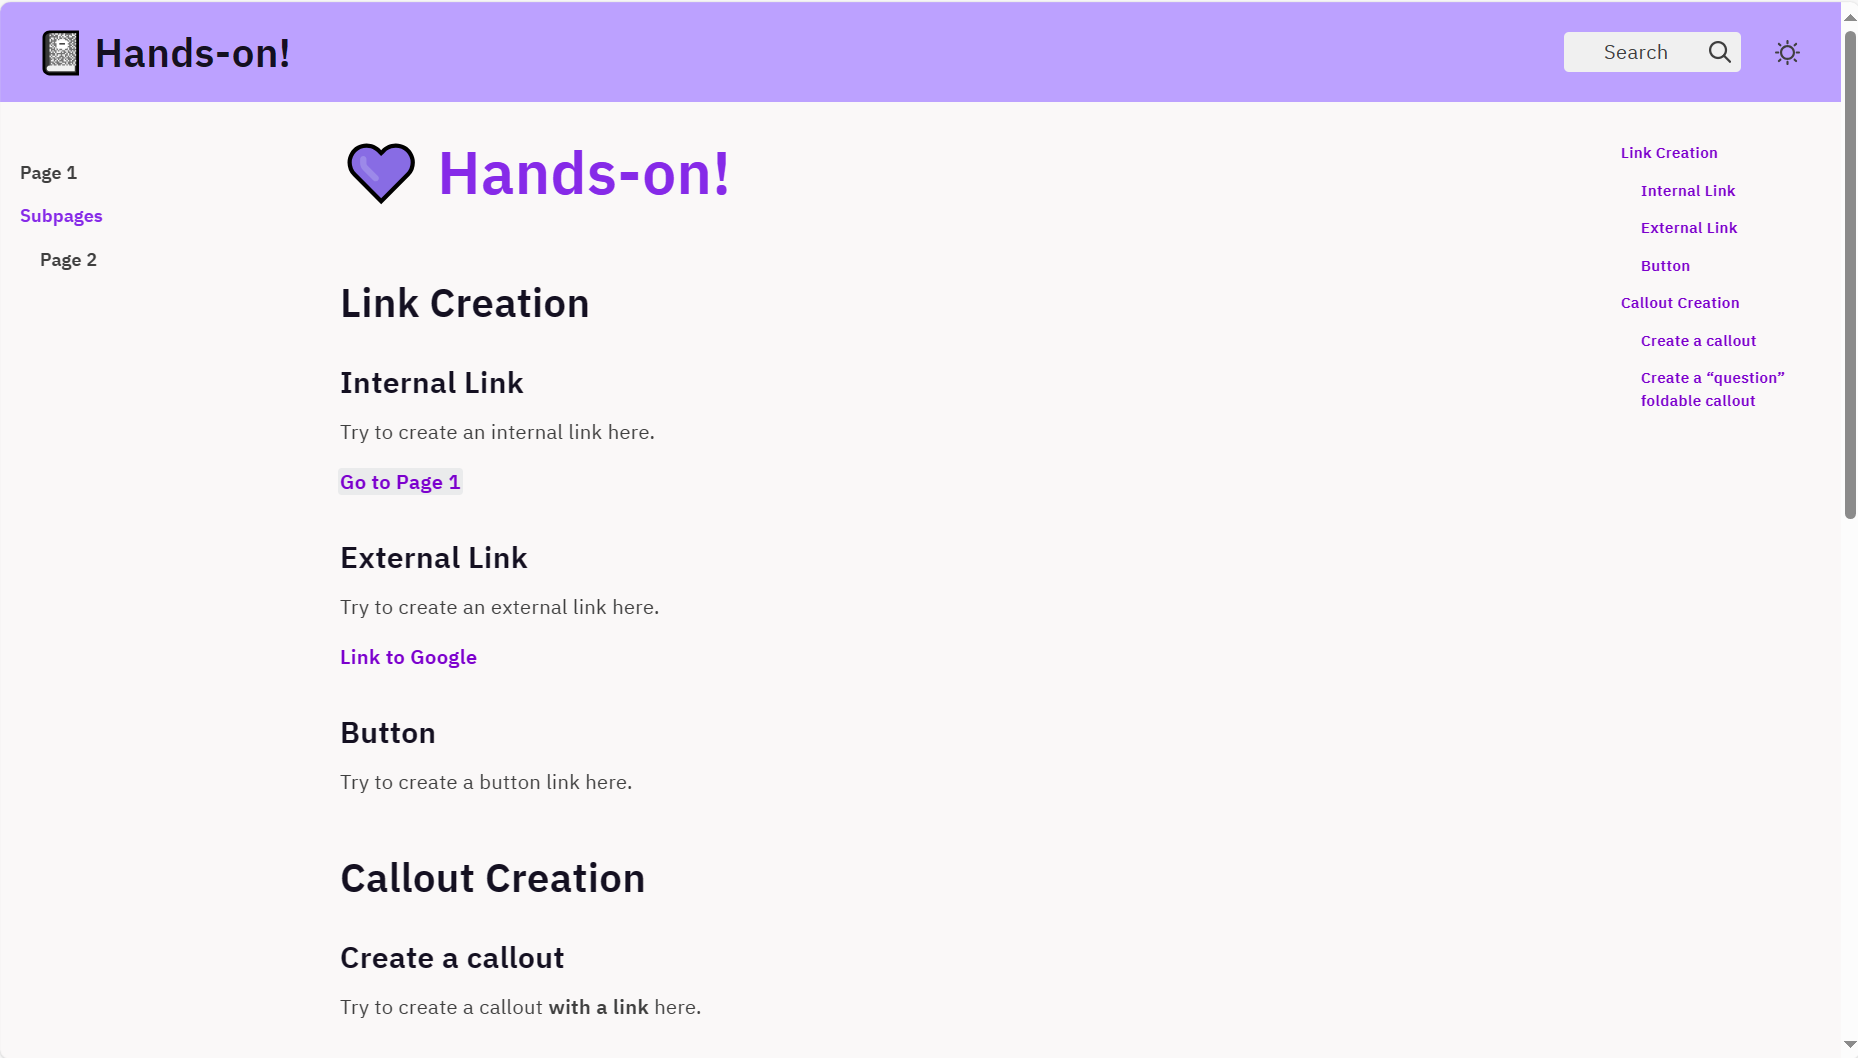 Hands-on!
Search
Page 1
Subpages
Page 2
Hands-on!
Link Creation
Internal Link
Try to create an internal link here.
Go to Page 1
External Link
Try to create an external link here.
Link to Google
Button
Try to create a button link here.
Callout Creation
Create a callout
Try to create a callout with a link here.
Link Creation
Internal Link
External Link
Button
Callout Creation
Create a callout
Create a “question”
foldable callout